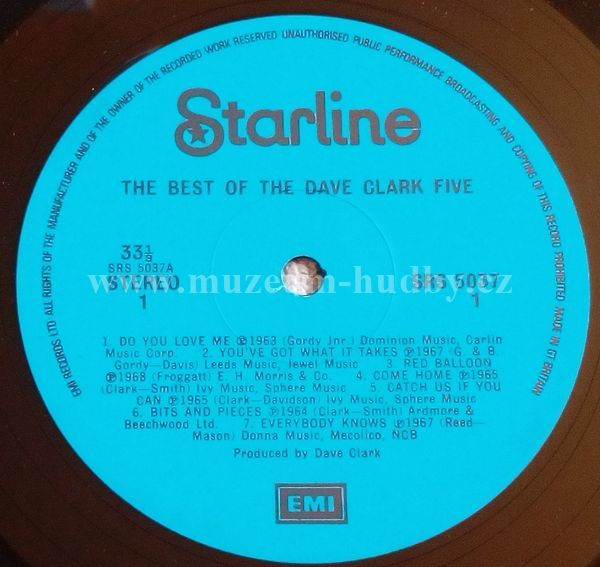 EMI RECORDS LTD ALL RIGHTS OF THE MANUFACTURER AND OF THE OWNER OF THE RECORDED WORK RESERVED UNAUTHORISED PUBLIC PERFORMANCE BROADCASTING AND COPYING OF THIS RECORD PROHIBITED MADE IN GT BRITAIN
Starline
THE BEST OF THE DAVE CLARK FIVE
33⅓
SRS 5037A
STEREO SRS 5037
1 1
www.muzeum-hudby.cz
1. DO YOU LOVE ME ℗1963 (Gordy Jnr.) Dominion Music, Carlin
Music Corp. 2. YOU'VE GOT WHAT IT TAKES ℗1967 (G. & B.
Gordy—Davis) Leeds Music, Jewel Music 3. RED BALLOON
℗1968 (Froggatt) E. H. Morris & Co. 4. COME HOME ℗1965
(Clark—Smith) Ivy Music, Sphere Music 5. CATCH US IF YOU
CAN ℗1965 (Clark—Davidson) Ivy Music, Sphere Music
6. BITS AND PIECES ℗1964 (Clark—Smith) Ardmore &
Beechwood Ltd. 7. EVERYBODY KNOWS ℗1967 (Reed—
Mason) Donna Music, Mecolico, NCB
Produced by Dave Clark
EMI